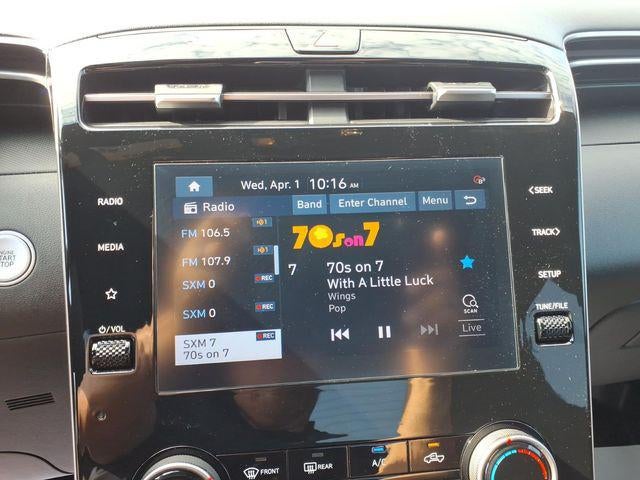 Wed, Apr. 1 10:16 AM
RADIO
MEDIA
/VOL
ENGINE
START
STOP
Radio
Band
Enter Channel
Menu
FM 106.5
FM 107.9
SXM 0
REC
SXM 0
REC
SXM 7
REC
70s on 7
70s on 7
7
70s on 7
With A Little Luck
Wings
Pop
SCAN
Live
<SEEK
TRACK>
SETUP
TUNE/FILE
FRONT
REAR
A/C